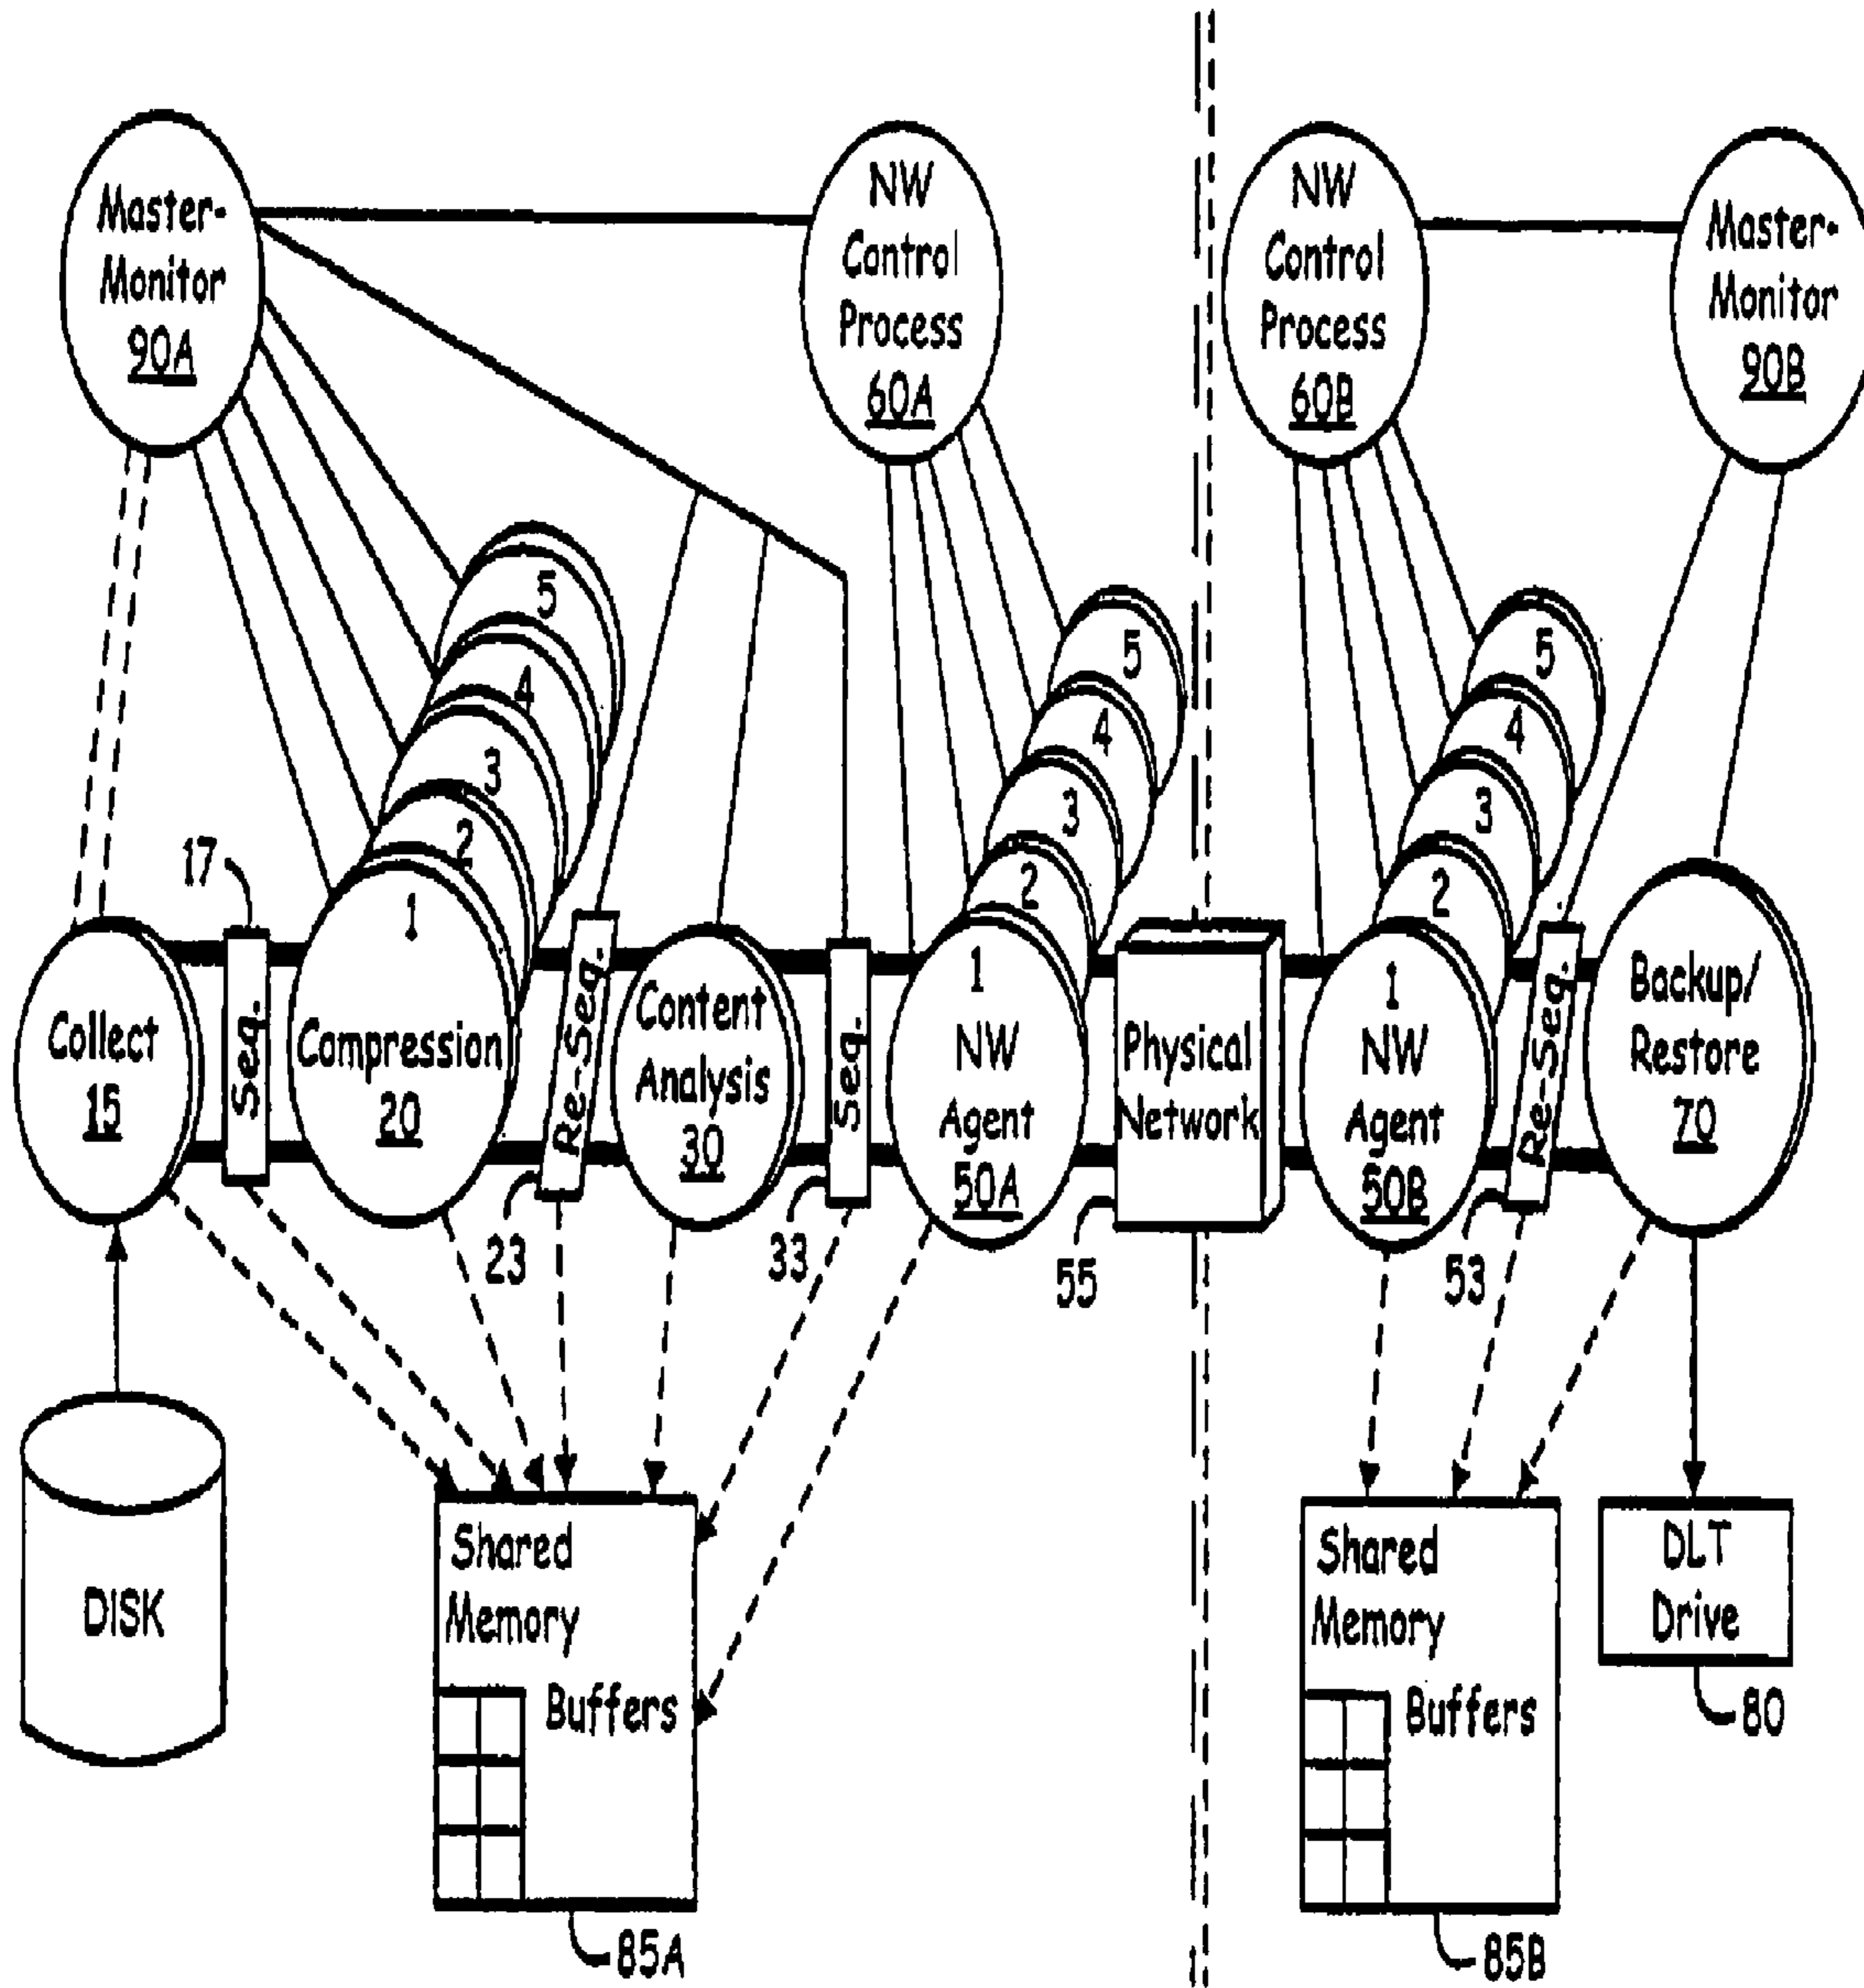 Master-
Monitor
90A
NW
Control
Process
60A
NW
Control
Process
60B
Master-
Monitor
90B
5
4
3
2
1
5
4
3
2
1
5
4
3
2
1
17
Collect
15
Seq.
Compression
20
Re-Seq.
Content
Analysis
30
Seq.
NW
Agent
50A
Physical
Network
NW
Agent
50B
Re-Seq.
Backup/
Restore
70
23
33
55
53
DISK
Shared
Memory
Buffers
Shared
Memory
Buffers
DLT
Drive
80
85A
85B